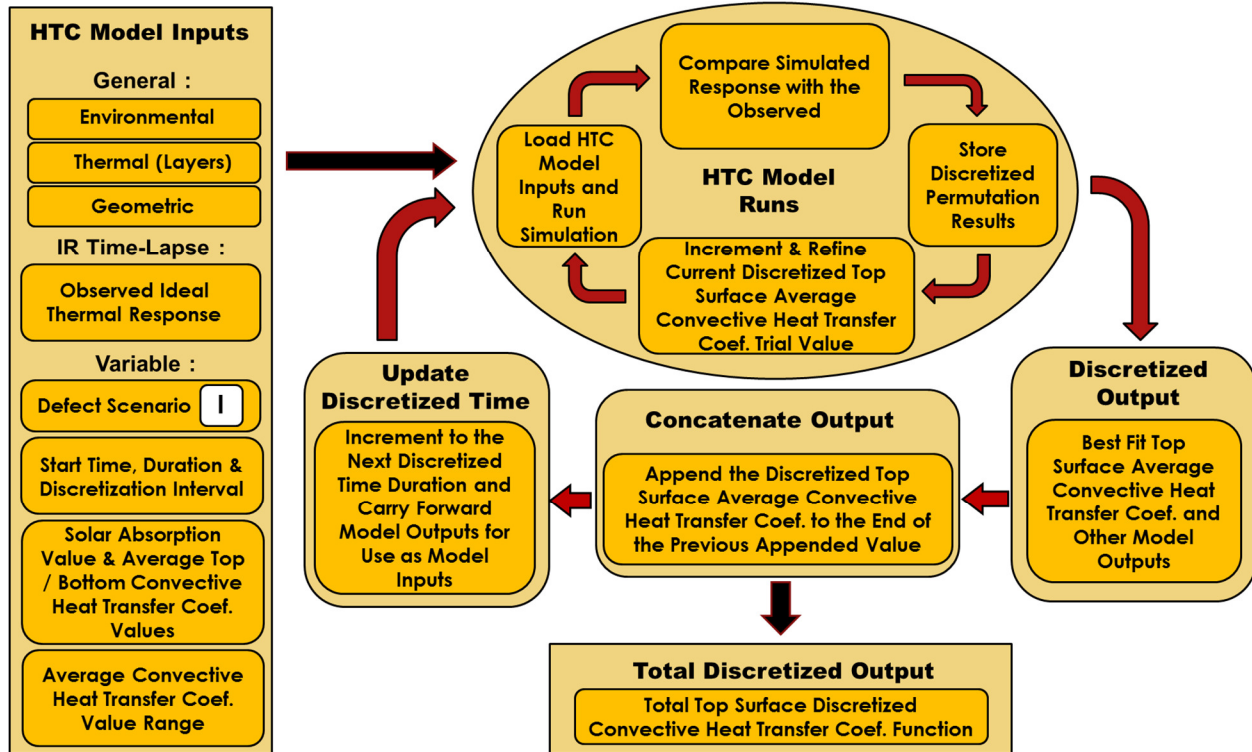 HTC Model Inputs
General :
Environmental
Thermal (Layers)
Geometric
IR Time-Lapse :
Observed Ideal
Thermal Response
Variable :
Defect Scenario I
Start Time, Duration &
Discretization Interval
Solar Absorption
Value & Average Top
/ Bottom Convective
Heat Transfer Coef.
Values
Average Convective
Heat Transfer Coef.
Value Range
Compare Simulated
Response with the
Observed
Load HTC
Model
Inputs and
Run
Simulation
HTC Model
Runs
Store
Discretized
Permutation
Results
Increment & Refine
Current Discretized Top
Surface Average
Convective Heat Transfer
Coef. Trial Value
Discretized
Output
Best Fit Top
Surface Average
Convective Heat
Transfer Coef. and
Other Model
Outputs
Concatenate Output
Append the Discretized Top
Surface Average Convective
Heat Transfer Coef. to the End of
the Previous Appended Value
Update
Discretized Time
Increment to the
Next Discretized
Time Duration and
Carry Forward
Model Outputs for
Use as Model
Inputs
Total Discretized Output
Total Top Surface Discretized
Convective Heat Transfer Coef. Function